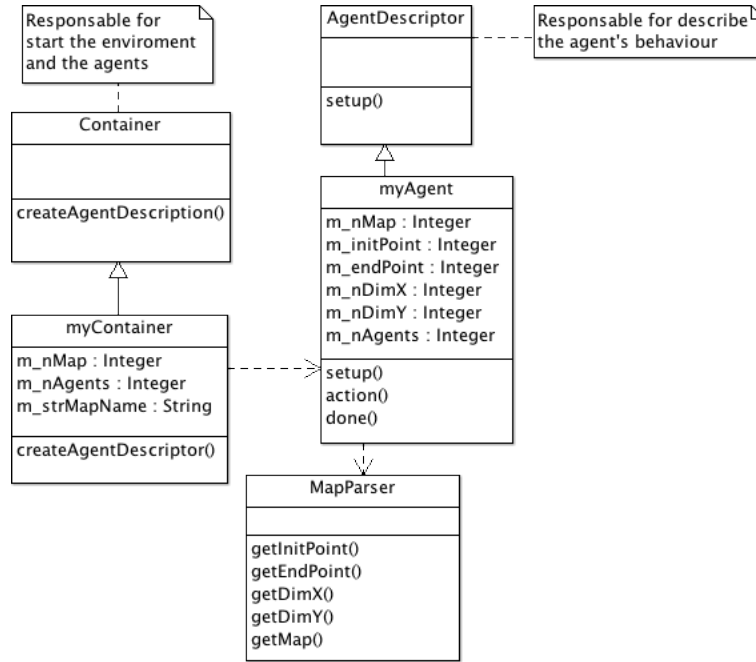 Responsable for
start the enviroment
and the agents
Container
createAgentDescription()
myContainer
m_nMap : Integer
m_nAgents : Integer
m_strMapName : String
createAgentDescriptor()
AgentDescriptor
setup()
Responsable for describe
the agent's behaviour
myAgent
m_nMap : Integer
m_initPoint : Integer
m_endPoint : Integer
m_nDimX : Integer
m_nDimY : Integer
m_nAgents : Integer
setup()
action()
done()
MapParser
getInitPoint()
getEndPoint()
getDimX()
getDimY()
getMap()